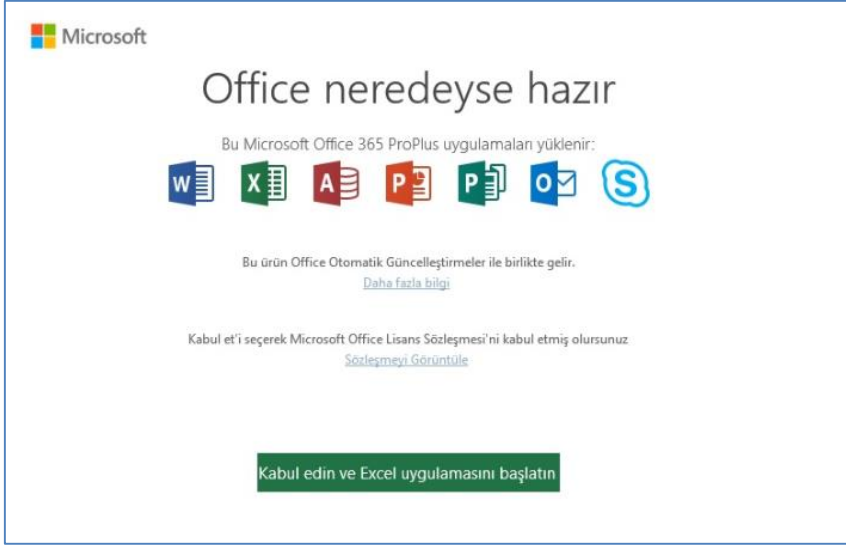 Microsoft
Office neredeyse hazır
Bu Microsoft Office 365 ProPlus uygulamaları yüklenir:
W X A P P O S
Bu ürün Office Otomatik Güncelleştirmeler ile birlikte gelir.
Daha fazla bilgi
Kabul et'i seçerek Microsoft Office Lisans Sözleşmesi'ni kabul etmiş olursunuz
Sözleşmeyi Görüntüle
Kabul edin ve Excel uygulamasını başlatın